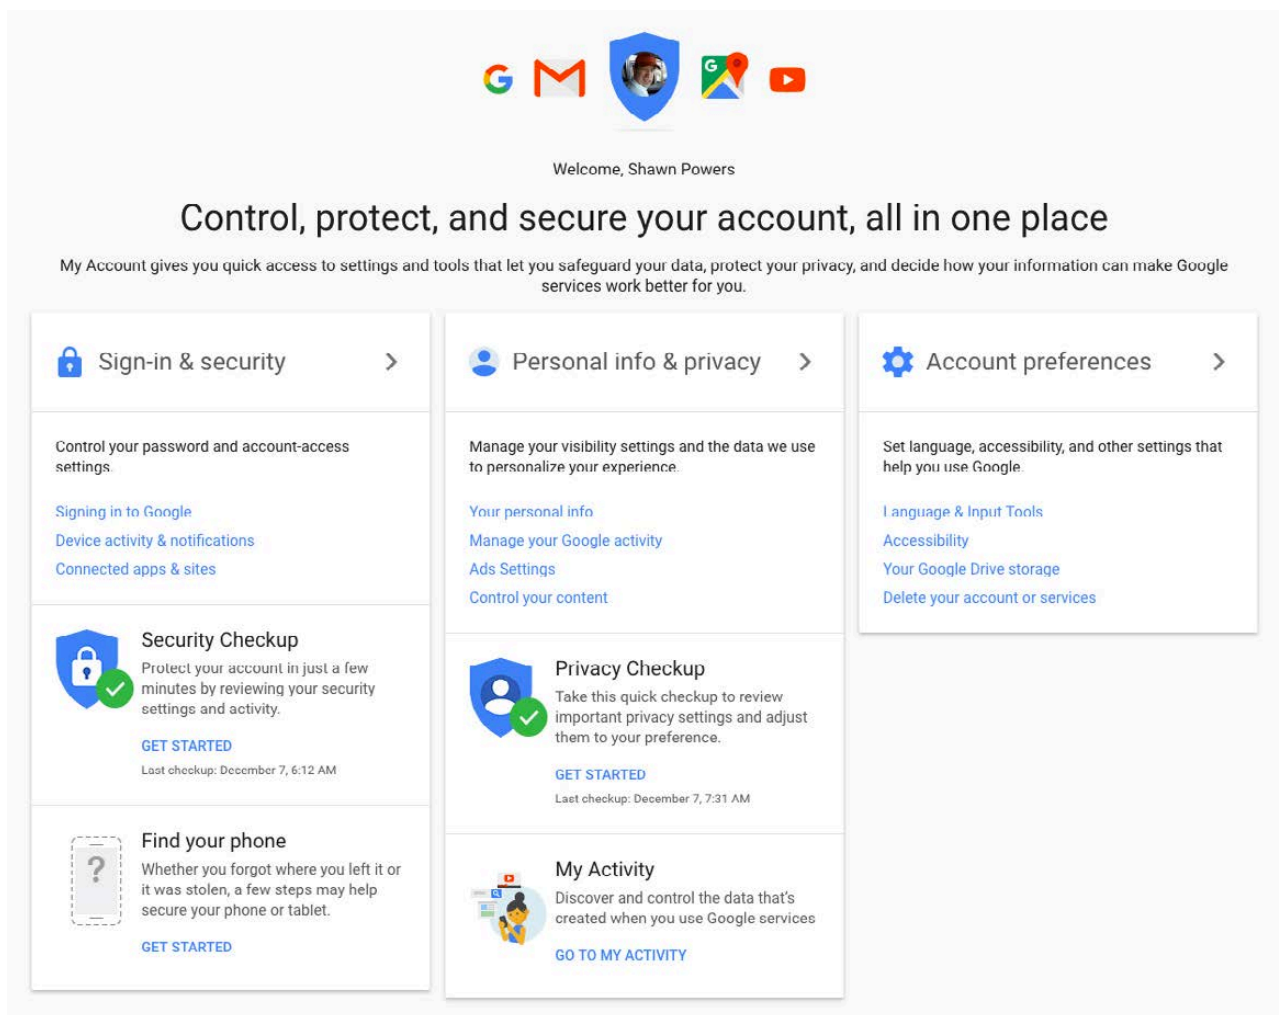 Welcome, Shawn Powers
Control, protect, and secure your account, all in one place
My Account gives you quick access to settings and tools that let you safeguard your data, protect your privacy, and decide how your information can make Google
services work better for you.
Sign-in & security
Control your password and account-access
settings.
Signing in to Google
Device activity & notifications
Connected apps & sites
Security Checkup
Protect your account in just a few
minutes by reviewing your security
settings and activity.
GET STARTED
Last checkup: December 7, 6:12 AM
Find your phone
Whether you forgot where you left it or
it was stolen, a few steps may help
secure your phone or tablet.
GET STARTED
Personal info & privacy
Manage your visibility settings and the data we use
to personalize your experience.
Your personal info
Manage your Google activity
Ads Settings
Control your content
Privacy Checkup
Take this quick checkup to review
important privacy settings and adjust
them to your preference.
GET STARTED
Last checkup: December 7, 7:31 AM
My Activity
Discover and control the data that's
created when you use Google services
GO TO MY ACTIVITY
Account preferences
Set language, accessibility, and other settings that
help you use Google.
Language & Input Tools
Accessibility
Your Google Drive storage
Delete your account or services